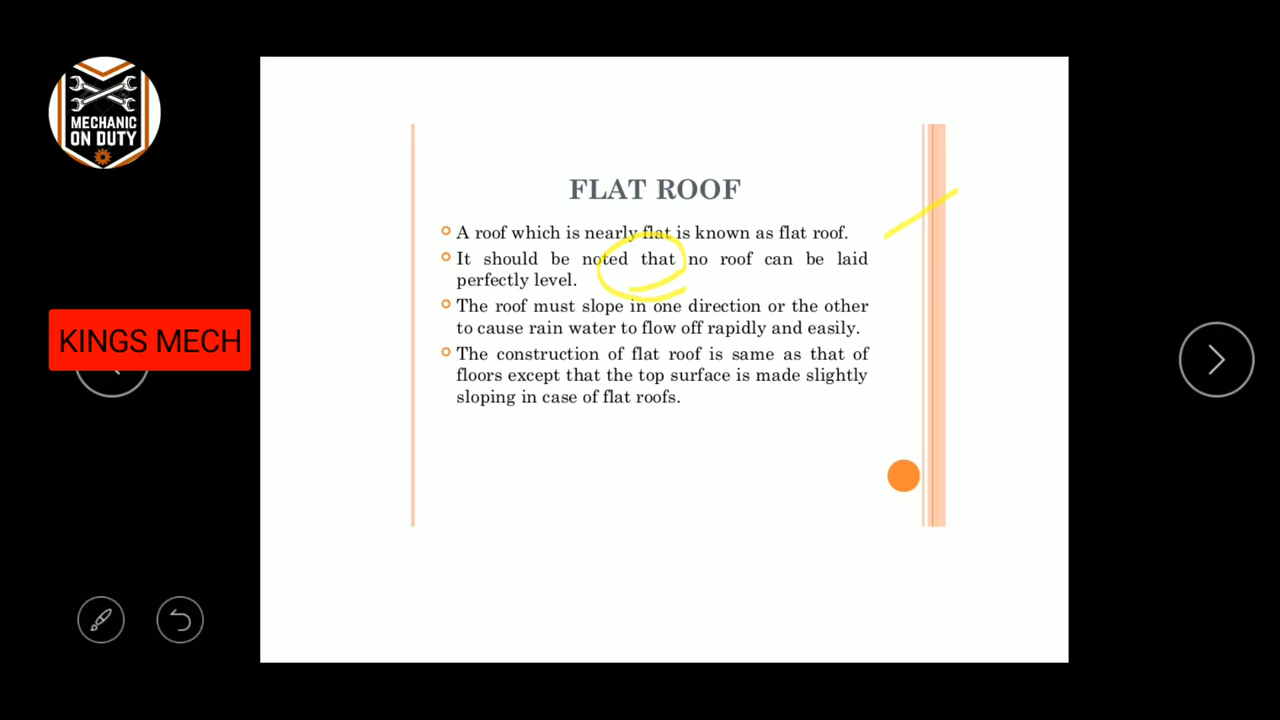 MECHANIC
ON DUTY
FLAT ROOF
A roof which is nearly flat is known as flat roof.
It should be noted that no roof can be laid
perfectly level.
KINGS MECH
The roof must slope in one direction or the other
to cause rain water to flow off rapidly and easily.
The construction of flat roof is same as that of
floors except that the top surface is made slightly
sloping in case of flat roofs.